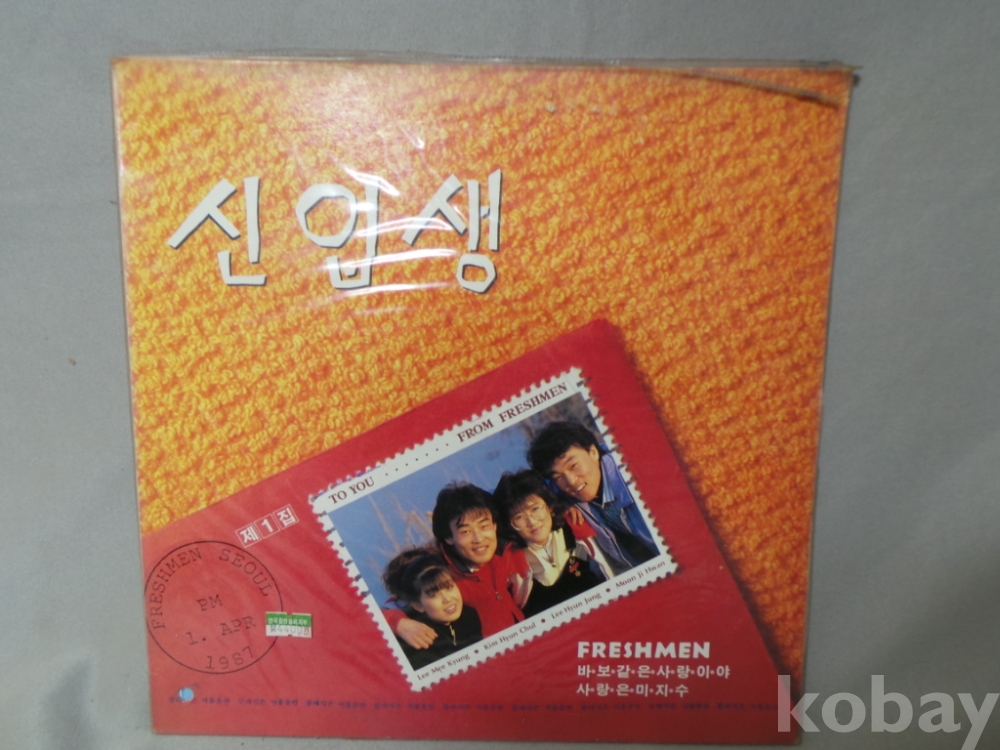 신입생
TO YOU ....... FROM FRESHMEN
제1집
FRESHMEN SEOUL
PM
1. APR
1987
Lee Mee Kyung ★ Kim Hyun Chul ★ Lee Hyun Jung ★ Moon Ji Hwan
FRESHMEN
바·보·같·은·사·랑·이·야
사·랑·은·미·지·수
kobay